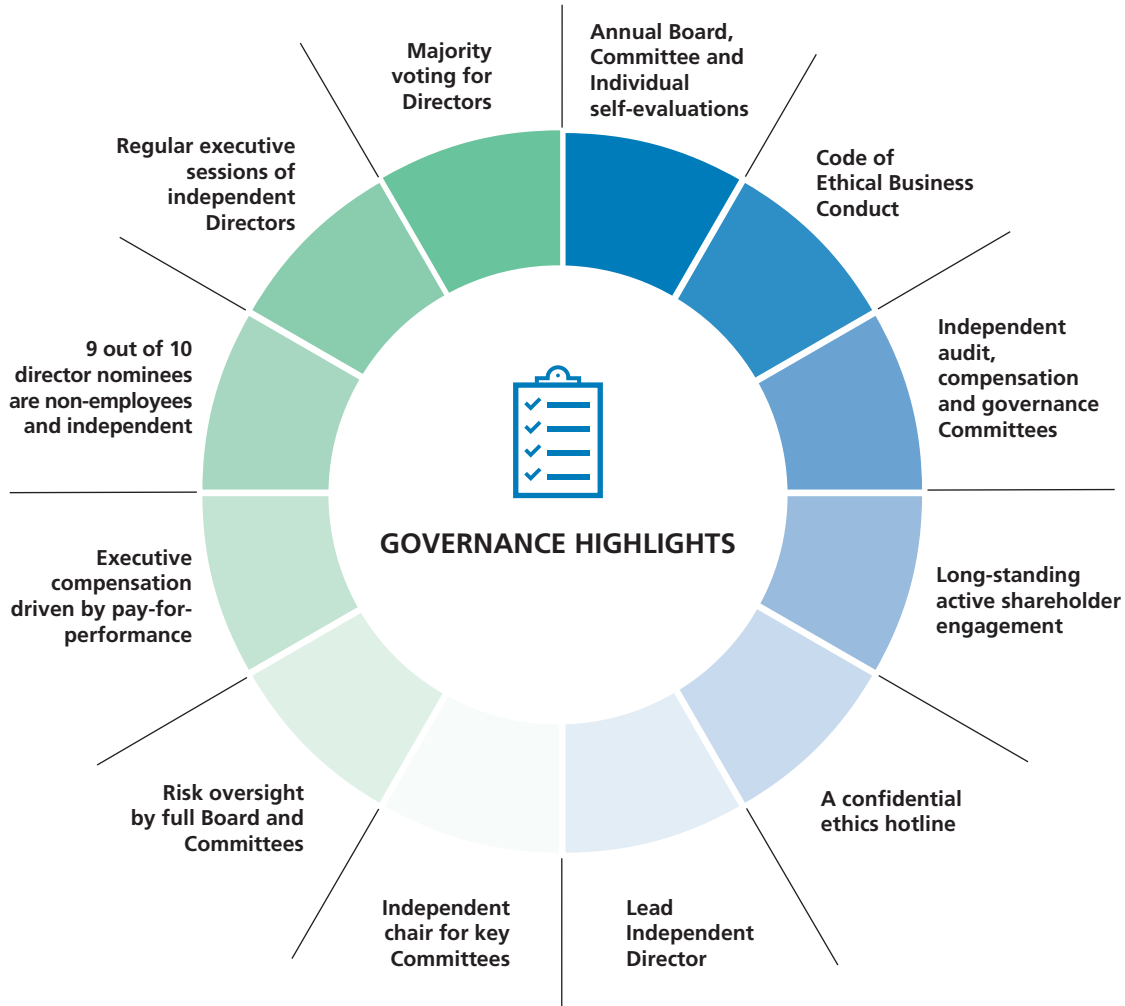 Annual Board,
Committee and
Individual
self-evaluations
Code of
Ethical Business
Conduct
Independent
audit,
compensation
and governance
Committees
Long-standing
active shareholder
engagement
A confidential
ethics hotline
Lead
Independent
Director
Independent
chair for key
Committees
Risk oversight
by full Board and
Committees
Executive
compensation
driven by pay-for-
performance
9 out of 10
director nominees
are non-employees
and independent
Regular executive
sessions of
independent
Directors
Majority
voting for
Directors
GOVERNANCE HIGHLIGHTS